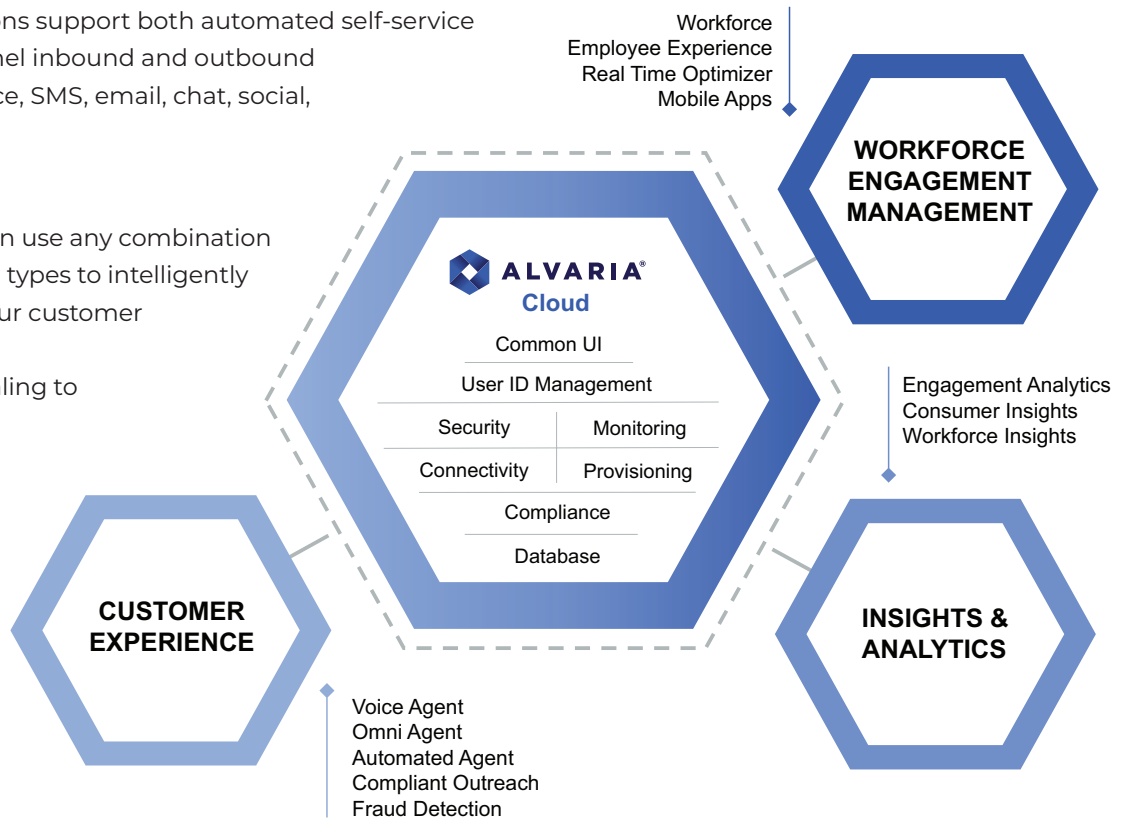 ons support both automated self-service
nel inbound and outbound
ce, SMS, email, chat, social,
n use any combination
types to intelligently
ur customer
ling to
Workforce
Employee Experience
Real Time Optimizer
Mobile Apps
WORKFORCE
ENGAGEMENT
MANAGEMENT
ALVARIA®
Cloud
Common UI
User ID Management
Security Monitoring
Connectivity Provisioning
Compliance
Database
Engagement Analytics
Consumer Insights
Workforce Insights
CUSTOMER
EXPERIENCE
INSIGHTS &
ANALYTICS
Voice Agent
Omni Agent
Automated Agent
Compliant Outreach
Fraud Detection